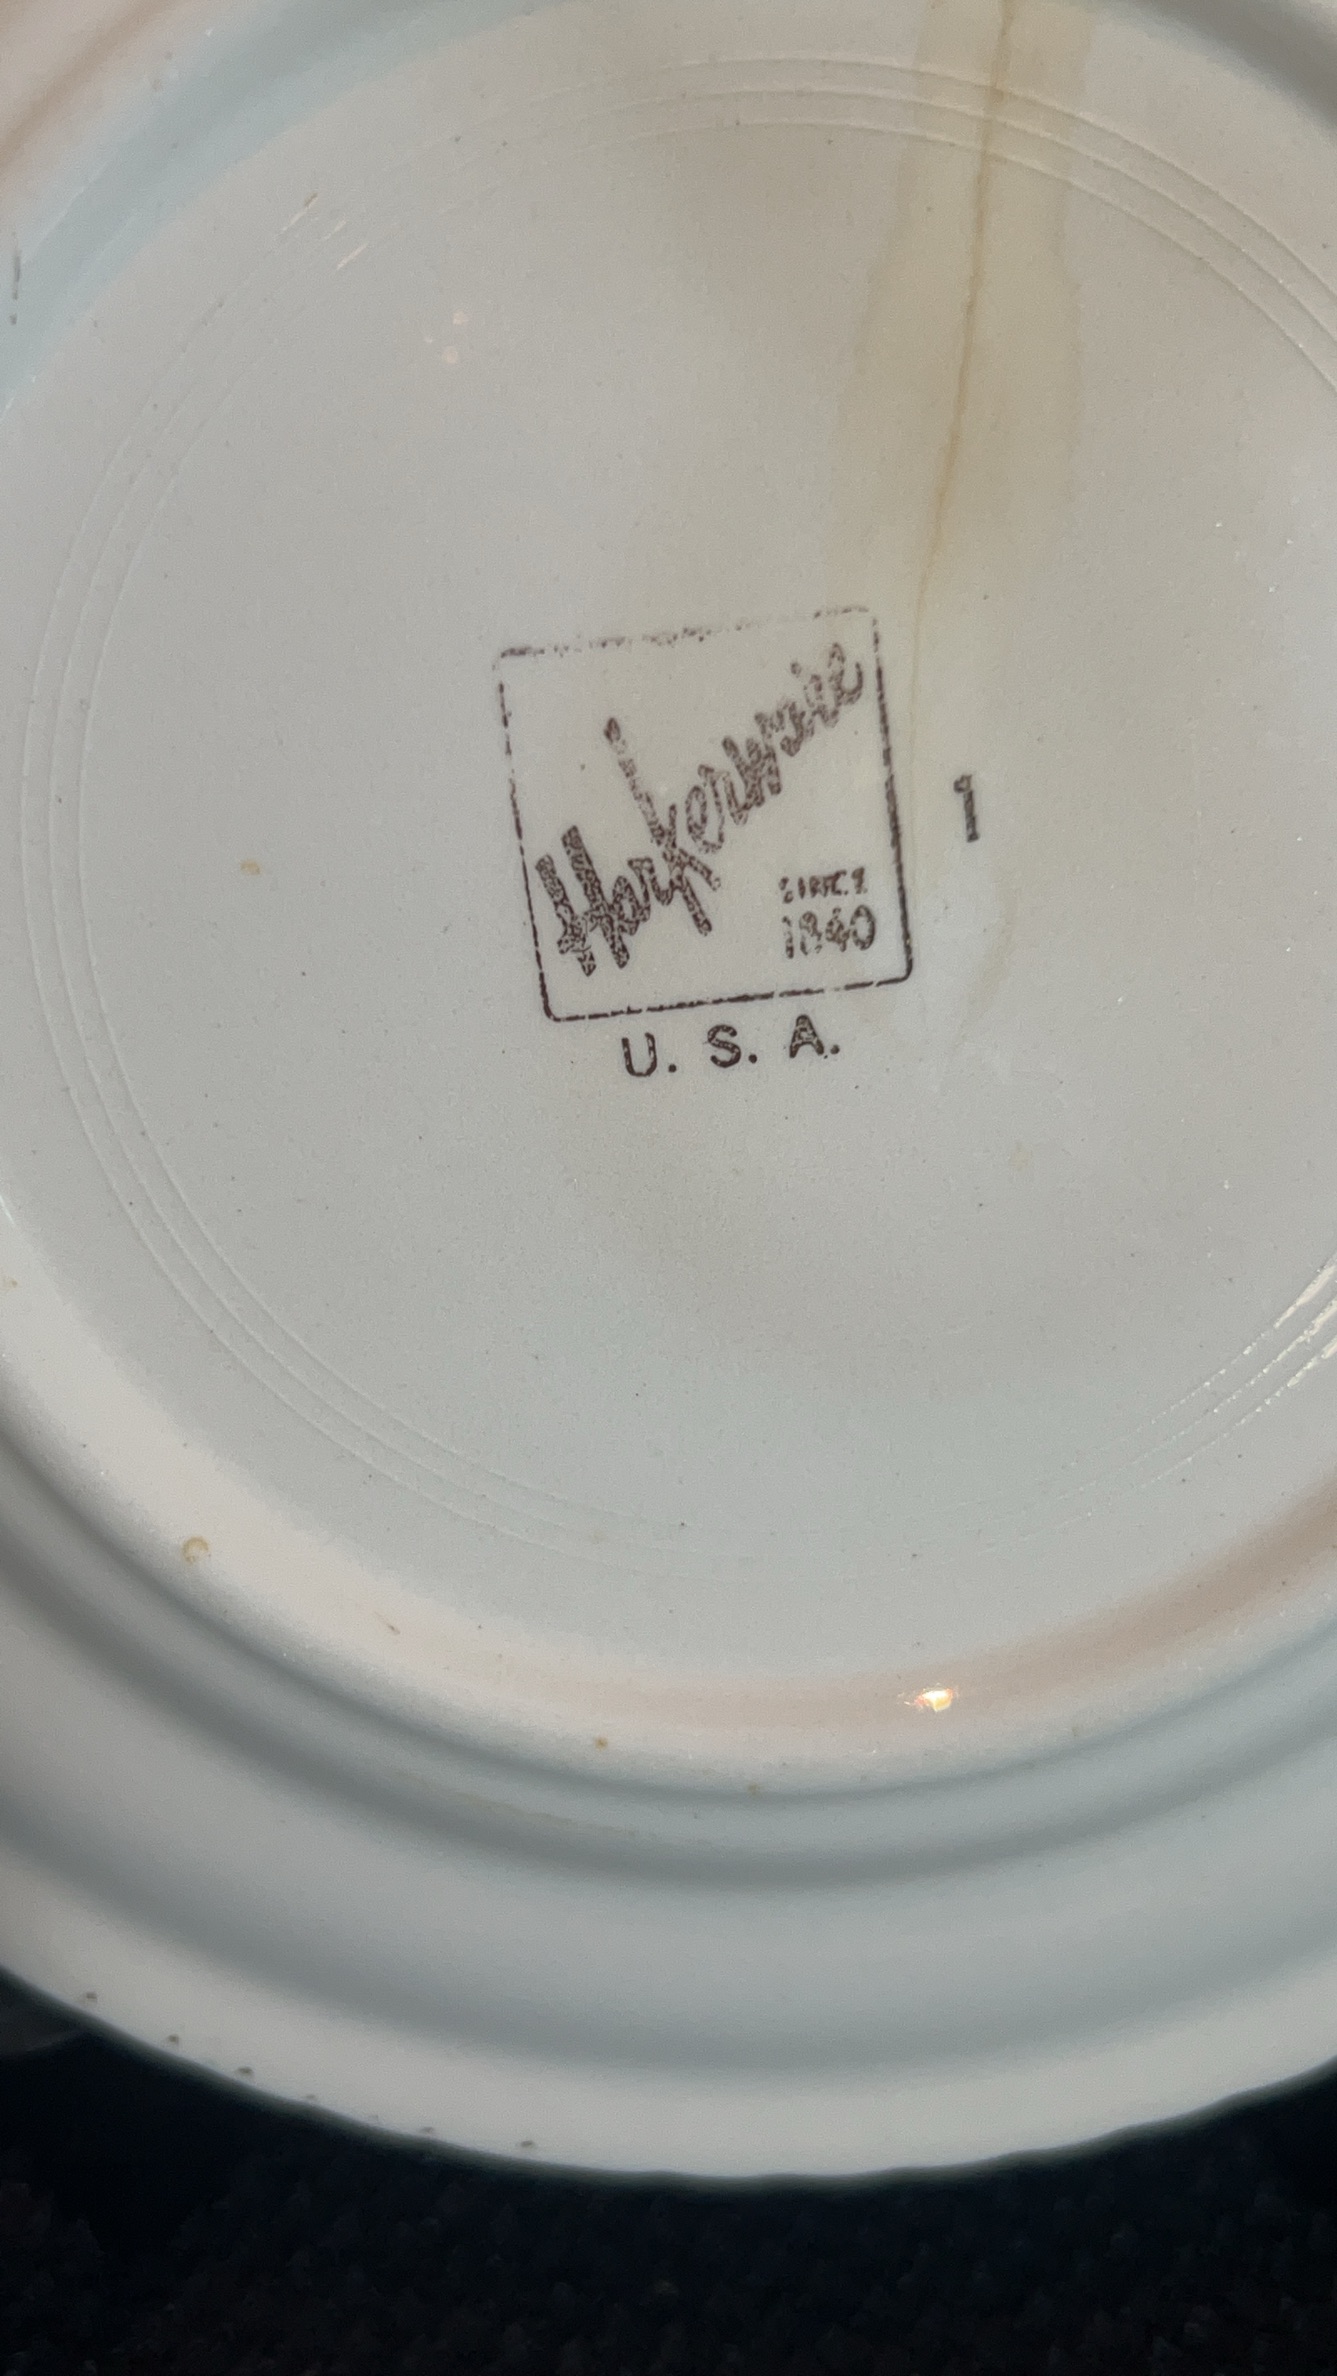 Harkerware
SINCE
1840
1
U. S. A.